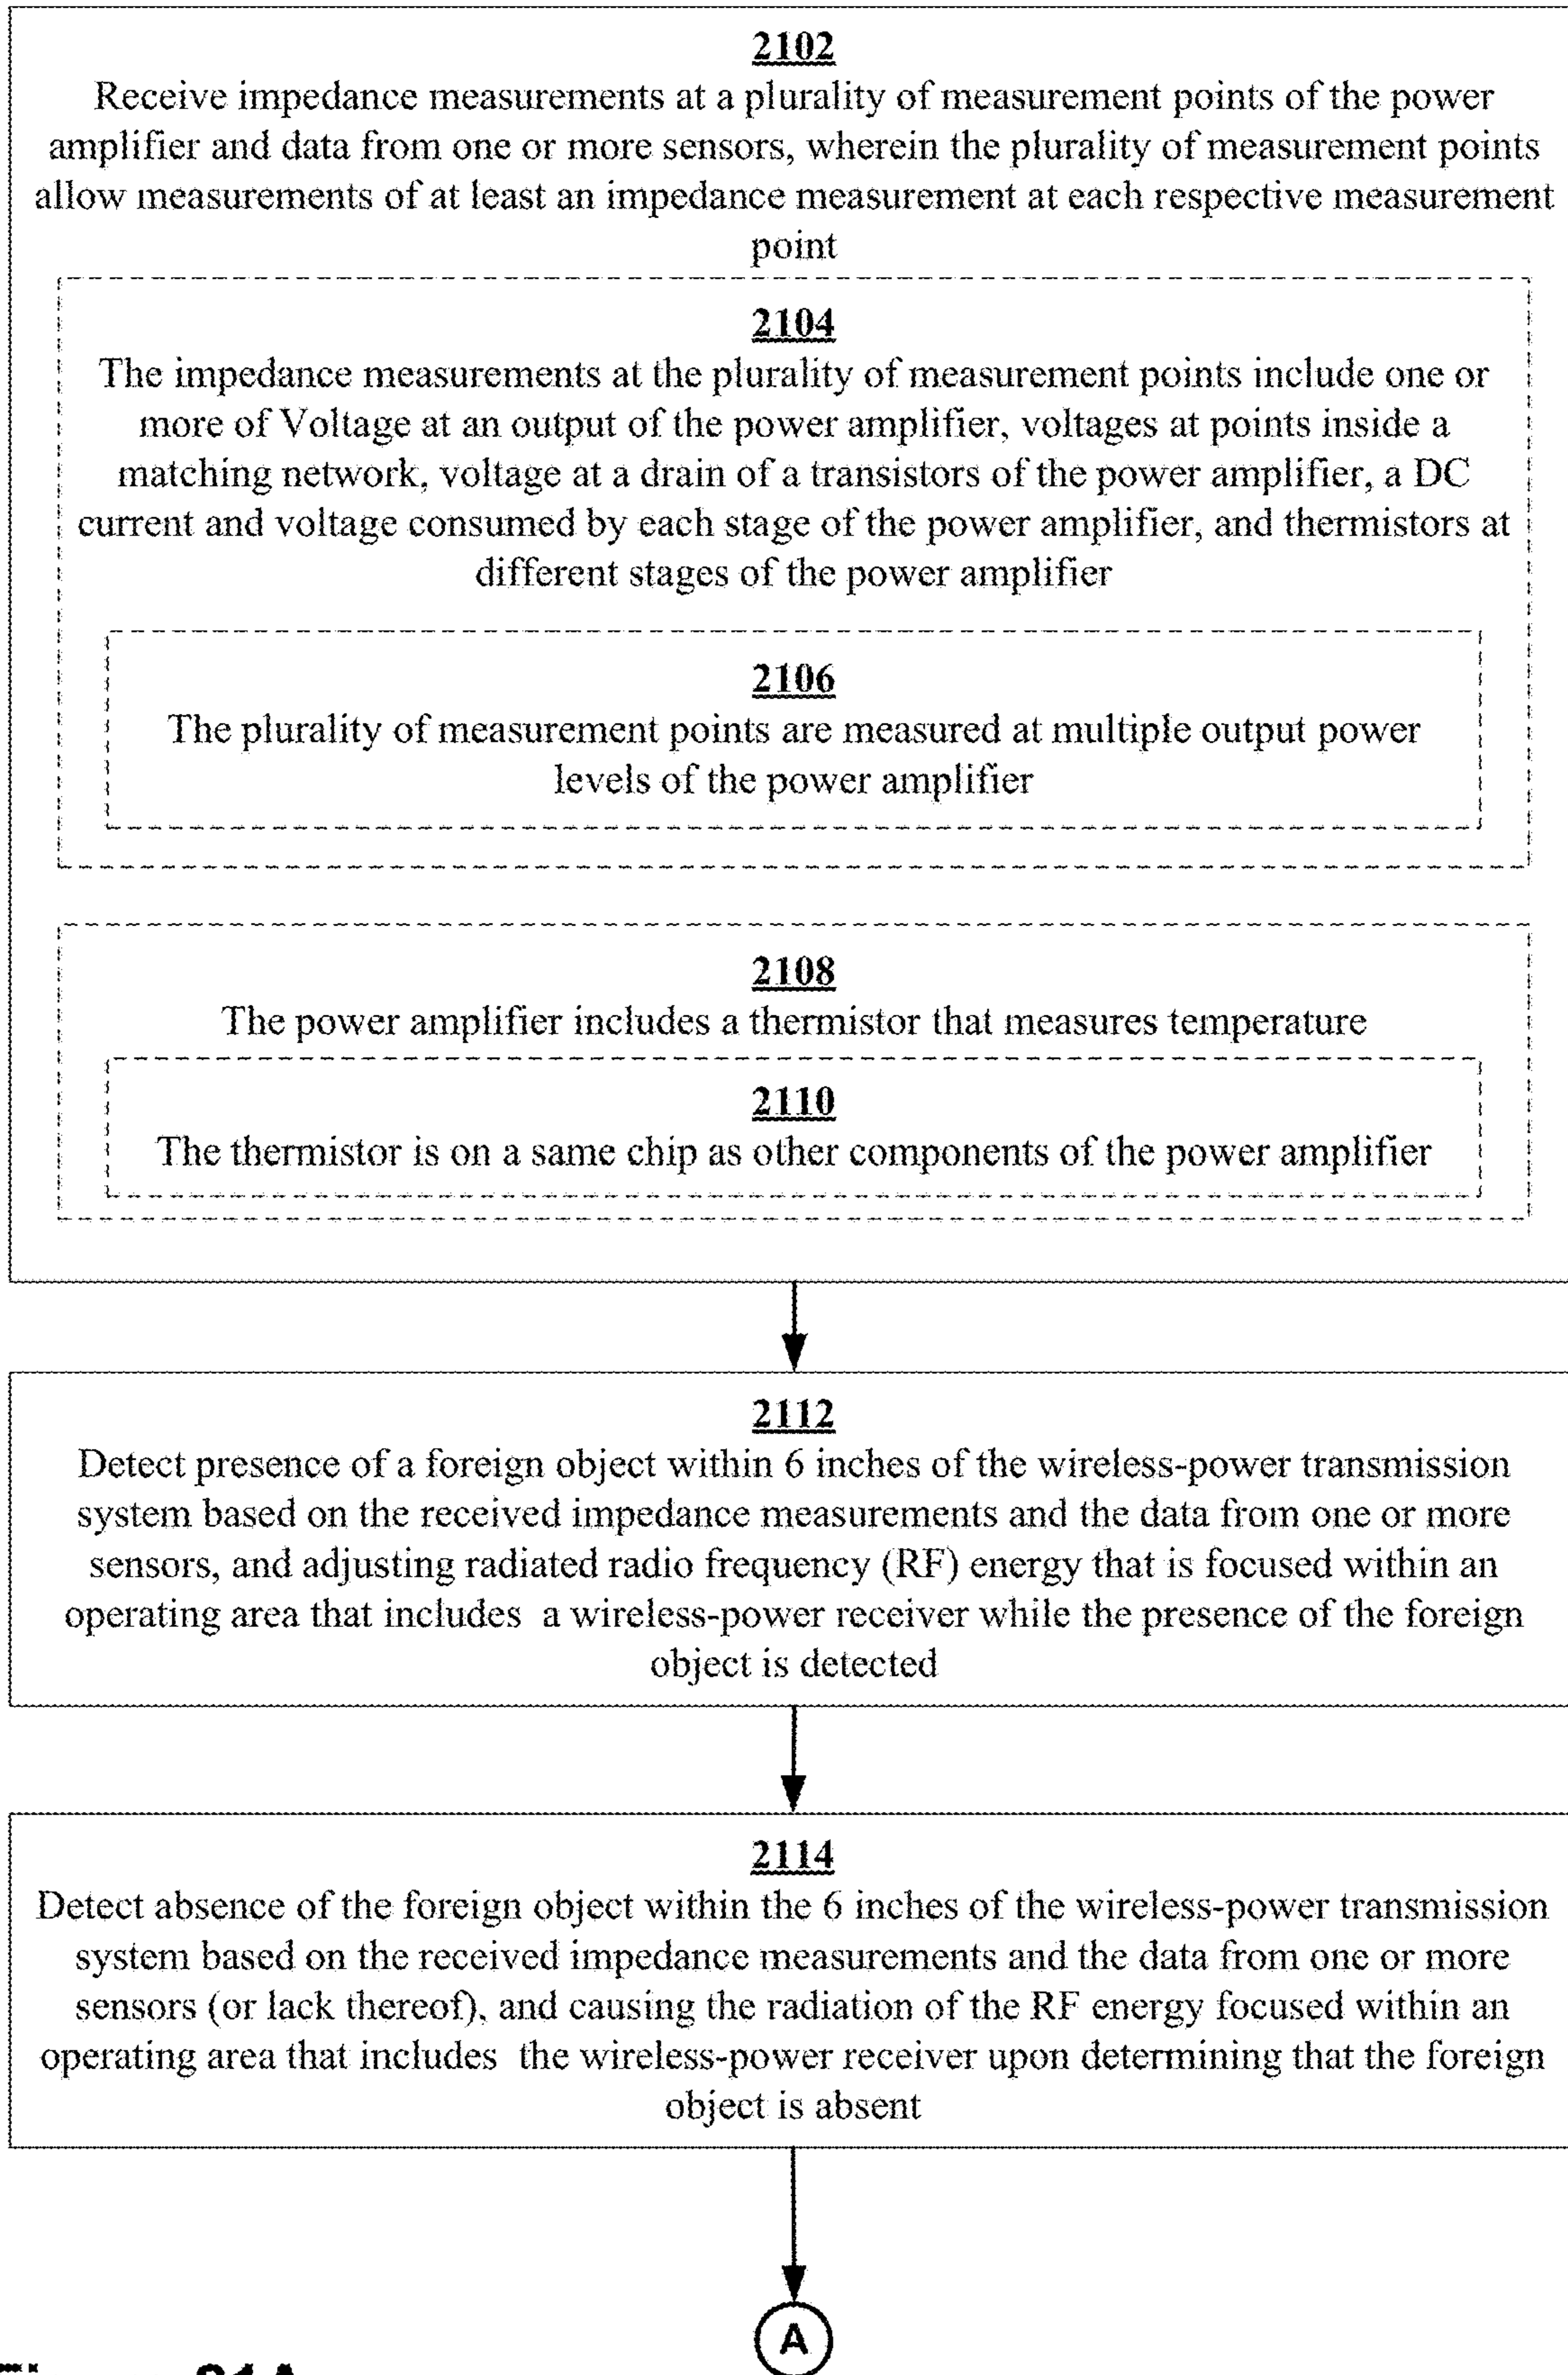 2102
Receive impedance measurements at a plurality of measurement points of the power
amplifier and data from one or more sensors, wherein the plurality of measurement points
allow measurements of at least an impedance measurement at each respective measurement
point
2104
The impedance measurements at the plurality of measurement points include one or
more of Voltage at an output of the power amplifier, voltages at points inside a
matching network, voltage at a drain of a transistors of the power amplifier, a DC
current and voltage consumed by each stage of the power amplifier, and thermistors at
different stages of the power amplifier
2106
The plurality of measurement points are measured at multiple output power
levels of the power amplifier
2108
The power amplifier includes a thermistor that measures temperature
2110
The thermistor is on a same chip as other components of the power amplifier
2112
Detect presence of a foreign object within 6 inches of the wireless-power transmission
system based on the received impedance measurements and the data from one or more
sensors, and adjusting radiated radio frequency (RF) energy that is focused within an
operating area that includes a wireless-power receiver while the presence of the foreign
object is detected
2114
Detect absence of the foreign object within the 6 inches of the wireless-power transmission
system based on the received impedance measurements and the data from one or more
sensors (or lack thereof), and causing the radiation of the RF energy focused within an
operating area that includes the wireless-power receiver upon determining that the foreign
object is absent
A